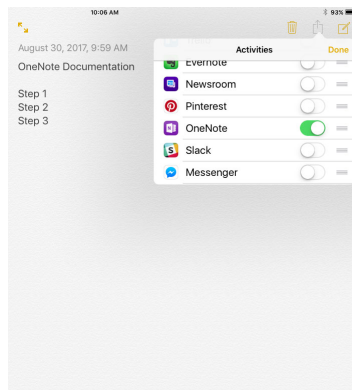 10:06 AM
93%
August 30, 2017, 9:59 AM
OneNote Documentation
Step 1
Step 2
Step 3
Activities
Done
Evernote
Newsroom
Pinterest
OneNote
Slack
Messenger